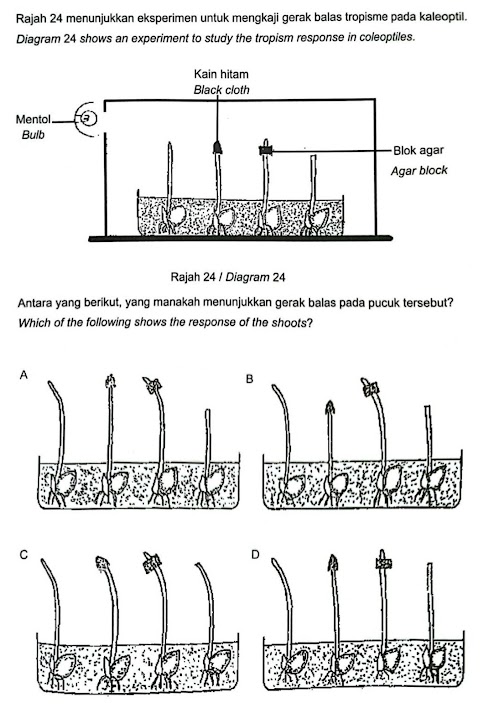 Rajah 24 menunjukkan eksperimen untuk mengkaji gerak balas tropisme pada kaleoptil.
Diagram 24 shows an experiment to study the tropism response in coleoptiles.
Kain hitam
Black cloth
Mentol
Bulb
Blok agar
Agar block
Rajah 24 / Diagram 24
Antara yang berikut, yang manakah menunjukkan gerak balas pada pucuk tersebut?
Which of the following shows the response of the shoots?
A
B
C
D